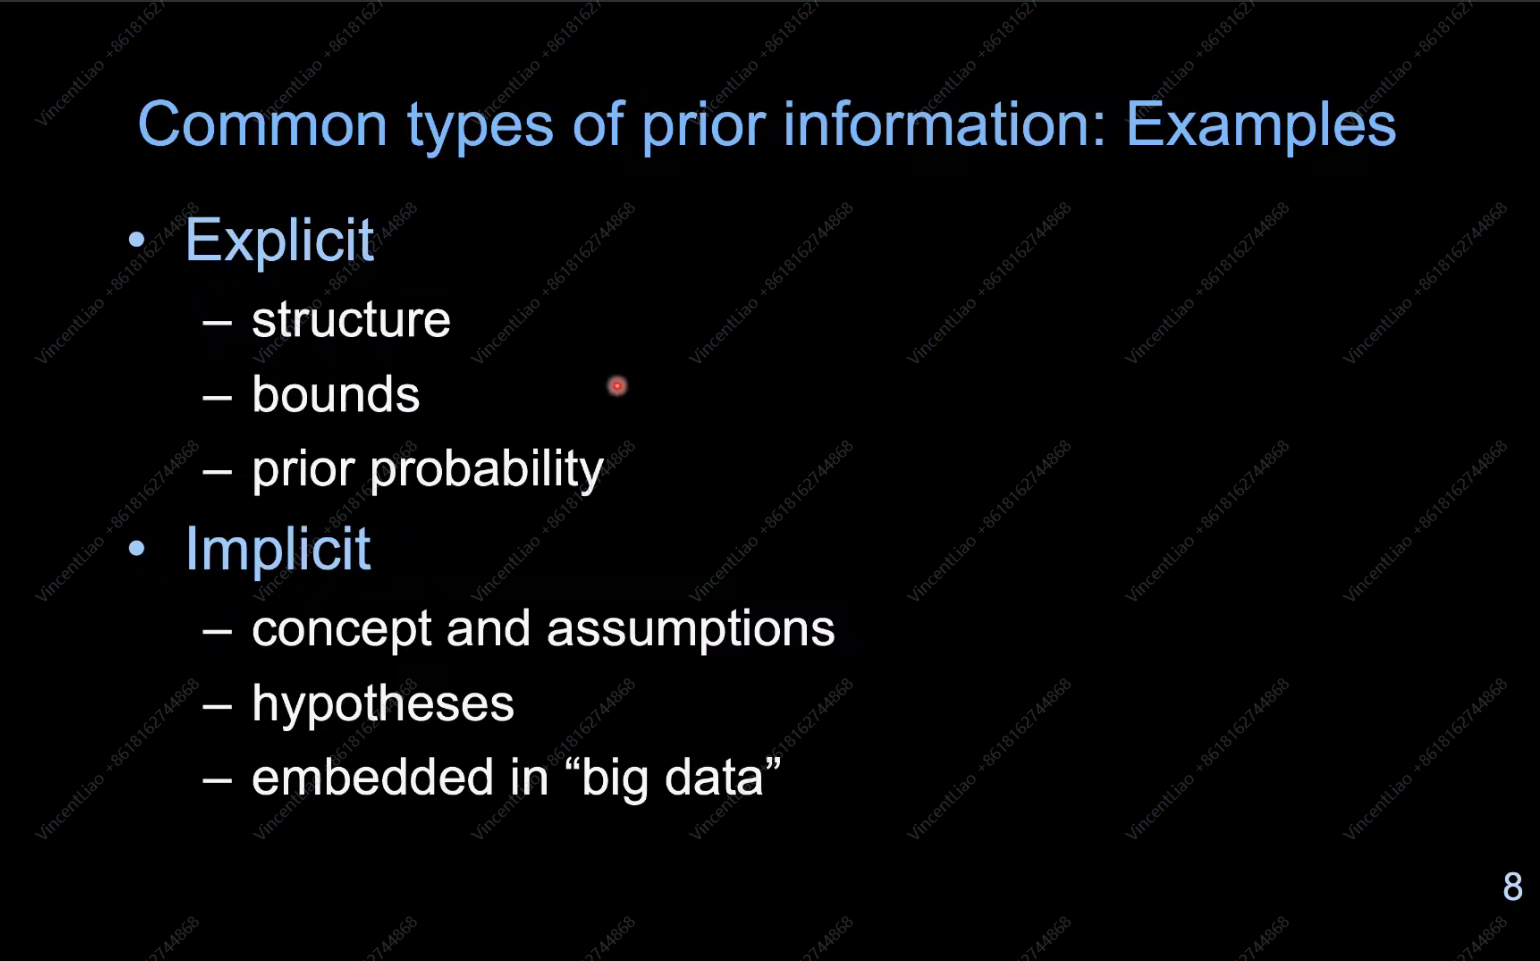 Common types of prior information: Examples
• Explicit
– structure
– bounds
– prior probability
• Implicit
– concept and assumptions
– hypotheses
– embedded in “big data”
8
VincentLiao +8618162744868